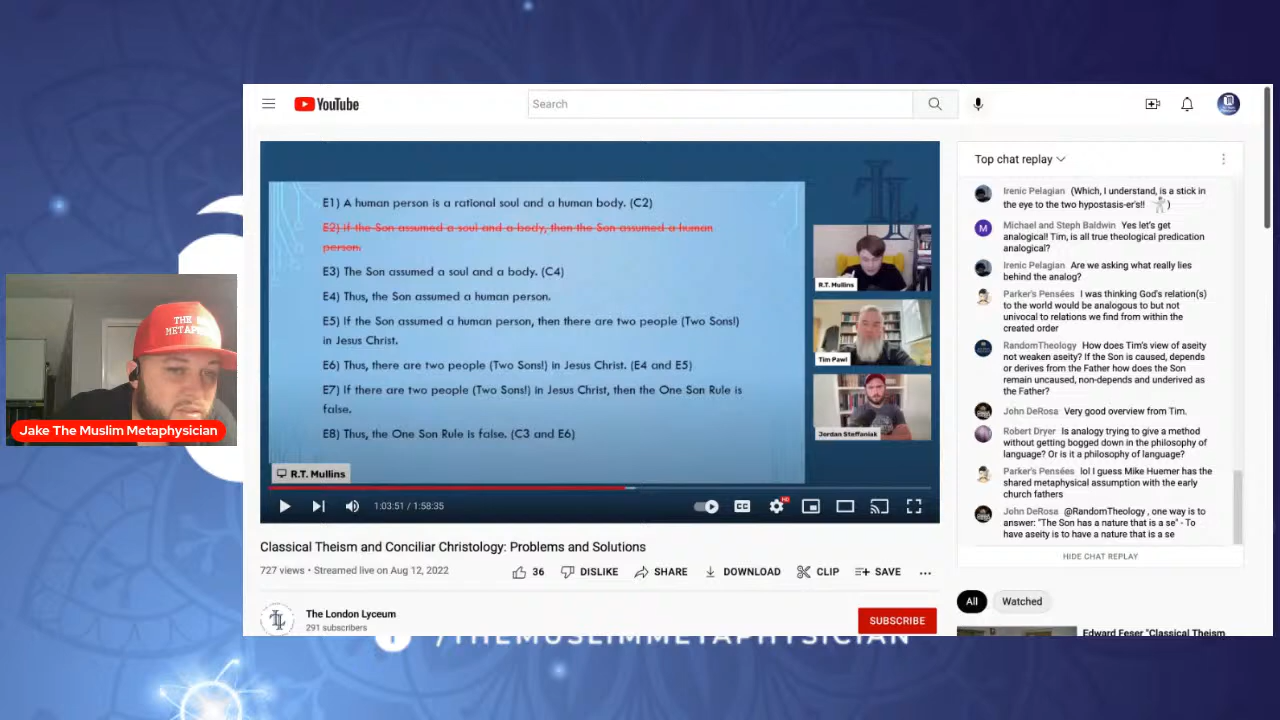 YouTube
Search
E1) A human person is a rational soul and a human body. (C2)
E2) If the Son assumed a soul and a body, then the Son assumed a human
person.
E3) The Son assumed a soul and a body. (C4)
E4) Thus, the Son assumed a human person.
E5) If the Son assumed a human person, then there are two people (Two Sons!)
in Jesus Christ.
E6) Thus, there are two people (Two Sons!) in Jesus Christ. (E4 and E5)
E7) If there are two people (Two Sons!) in Jesus Christ, then the One Son Rule is
false.
E8) Thus, the One Son Rule is false. (C3 and E6)
R.T. Mullins
R.T. Mullins
Tim Pawl
Jordan Steffaniak
1:03:51 / 1:58:35
CC
HD
Classical Theism and Conciliar Christology: Problems and Solutions
727 views • Streamed live on Aug 12, 2022
36
DISLIKE
SHARE
DOWNLOAD
CLIP
SAVE
The London Lyceum
291 subscribers
SUBSCRIBE
Top chat replay
Irenic Pelagian (Which, I understand, is a stick in
the eye to the two hypostasis-er's!! )
M
Michael and Steph Baldwin Yes let's get
analogical! Tim, is all true theological predication
analogical?
Irenic Pelagian Are we asking what really lies
behind the analog?
Parker's Pensées I was thinking God's relation(s)
to the world would be analogous to but not
univocal to relations we find from within the
created order
RandomTheology How does Tim's view of aseity
not weaken aseity? If the Son is caused, depends
or derives from the Father how does the Son
remain uncaused, non-depends and underived as
the Father?
John DeRosa Very good overview from Tim.
Robert Dryer Is analogy trying to give a method
without getting bogged down in the philosophy of
language? Or is it a philosophy of language?
Parker's Pensées lol I guess Mike Huemer has the
shared metaphysical assumption with the early
church fathers
John DeRosa @RandomTheology , one way is to
answer: "The Son has a nature that is a se" - To
have aseity is to have a nature that is a se
HIDE CHAT REPLAY
All
Watched
Edward Feser "Classical Theism
THE
METAP
Jake The Muslim Metaphysician
/THEMUSLIMMETAPHYSICIAN